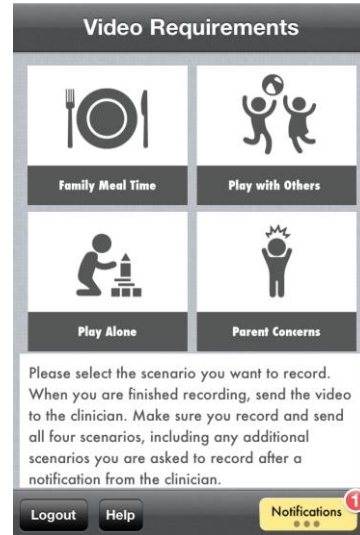 Video Requirements
Family Meal Time
Play with Others
Play Alone
Parent Concerns
Please select the scenario you want to record.
When you are finished recording, send the video
to the clinician. Make sure you record and send
all four scenarios, including any additional
scenarios you are asked to record after a
notification from the clinician.
Logout
Help
Notifications
1